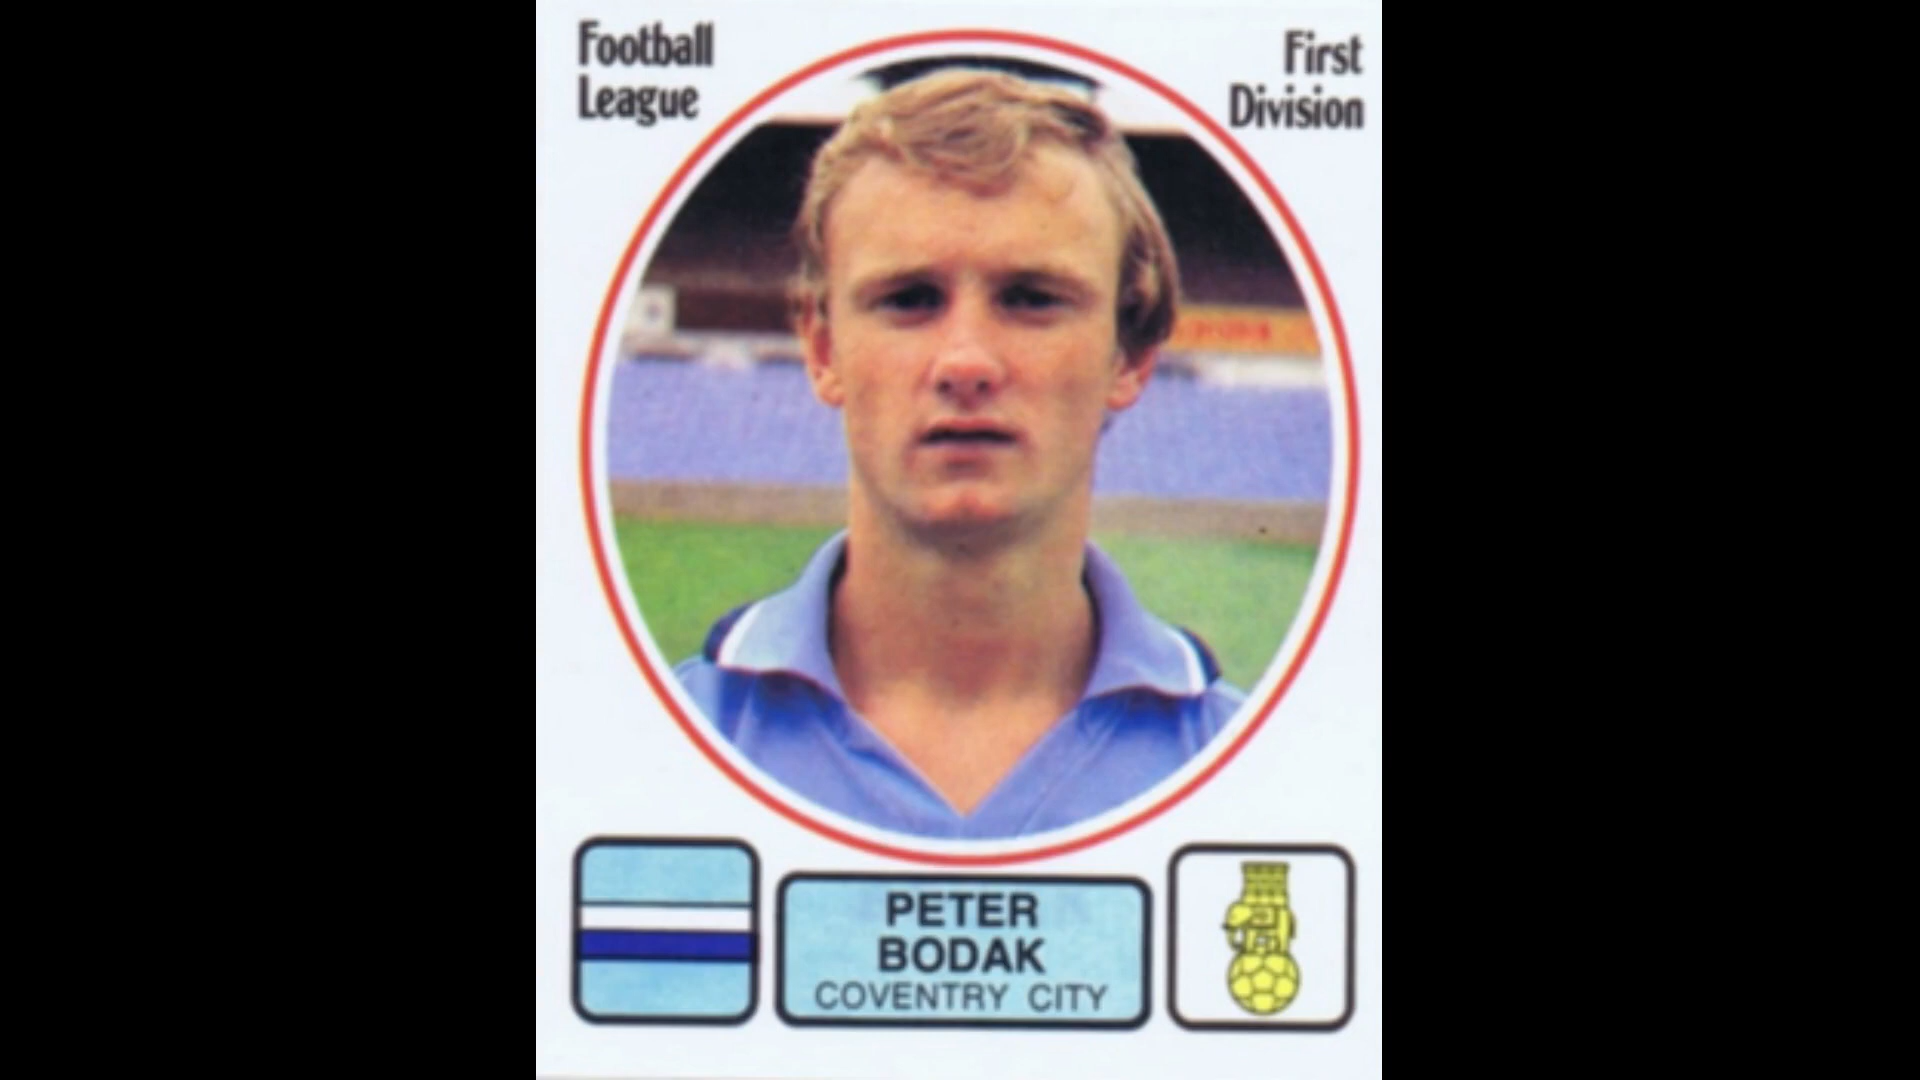 Football
League
First
Division
PETER
BODAK
COVENTRY CITY